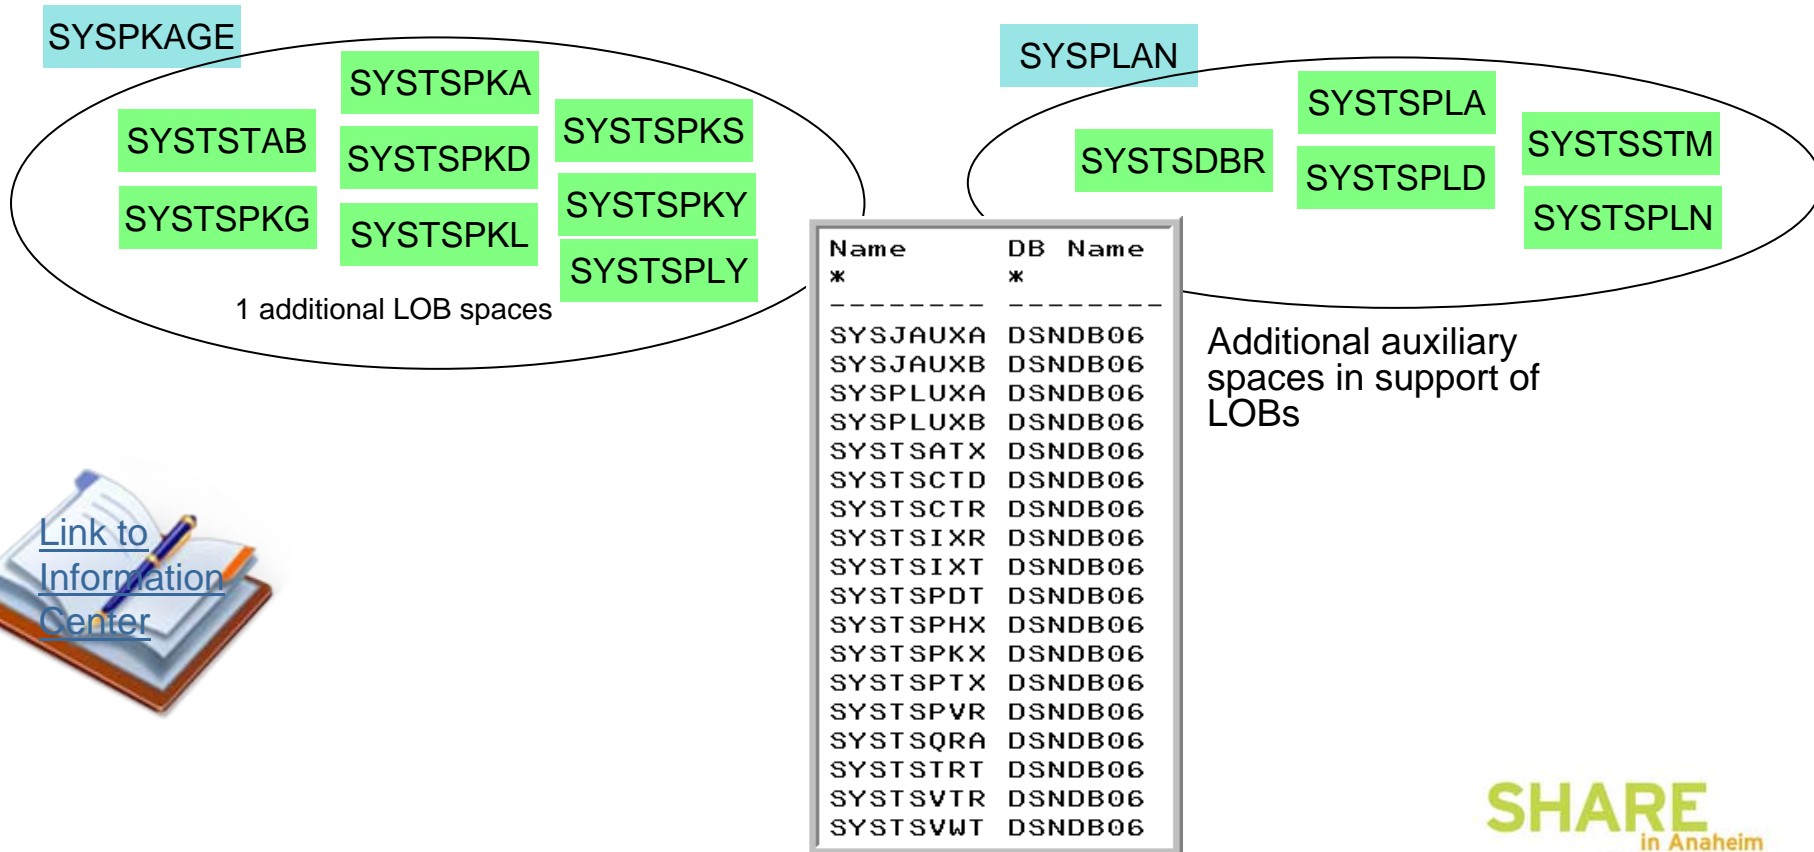 SYSPKAGE
SYSTSPKA
SYSTSTAB
SYSTSPKD
SYSTSPKS
SYSTSPKG
SYSTSPKL
SYSTSPKY
SYSTSPLY
1 additional LOB spaces
SYSPLAN
SYSTSPLA
SYSTSDBR
SYSTSPLD
SYSTSSTM
SYSTSPLN
Name DB Name
* *
-------- --------
SYSJAUXA DSNDB06
SYSJAUXB DSNDB06
SYSPLUXA DSNDB06
SYSPLUXB DSNDB06
SYSTSATX DSNDB06
SYSTSCTD DSNDB06
SYSTSCTR DSNDB06
SYSTSIXR DSNDB06
SYSTSIXT DSNDB06
SYSTSPDT DSNDB06
SYSTSPHX DSNDB06
SYSTSPKX DSNDB06
SYSTSPTX DSNDB06
SYSTSPVR DSNDB06
SYSTSQRA DSNDB06
SYSTSTRT DSNDB06
SYSTSVTR DSNDB06
SYSTSVWT DSNDB06
Additional auxiliary
spaces in support of
LOBs
Link to
Information
Center
SHARE
in Anaheim